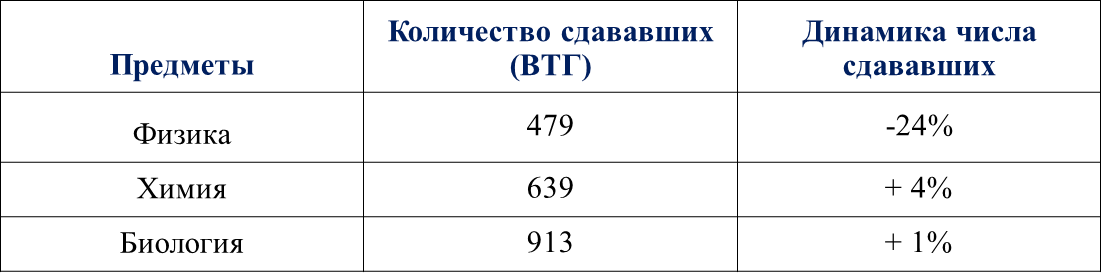 Предметы
Количество сдававших
(ВТГ)
Динамика числа
сдававших
Физика 479 -24%
Химия 639 + 4%
Биология 913 + 1%